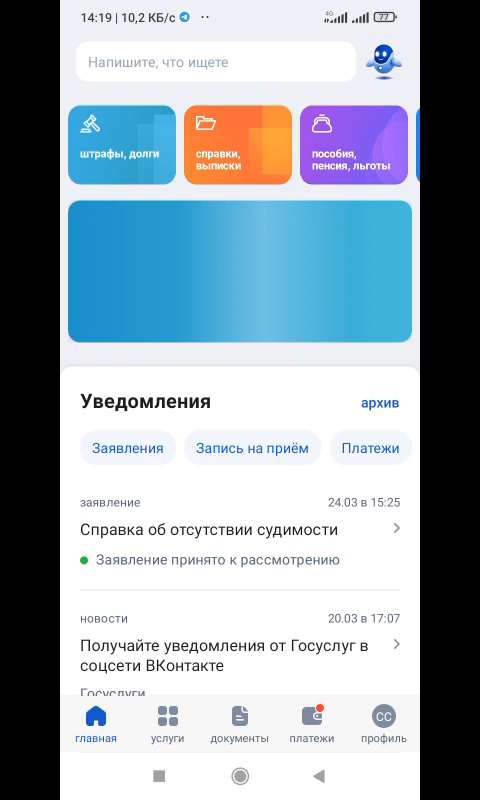 14:19 | 10,2 КБ/с
4G
77
Напишите, что ищете
штрафы, долги
справки,
выписки
пособия,
пенсия, льготы
Уведомления
архив
Заявления
Запись на приём
Платежи
заявление
24.03 в 15:25
Справка об отсутствии судимости
Заявление принято к рассмотрению
новости
20.03 в 17:07
Получайте уведомления от Госуслуг в
соцсети ВКонтакте
Госуслуги
главная
услуги
документы
платежи
СС
профиль